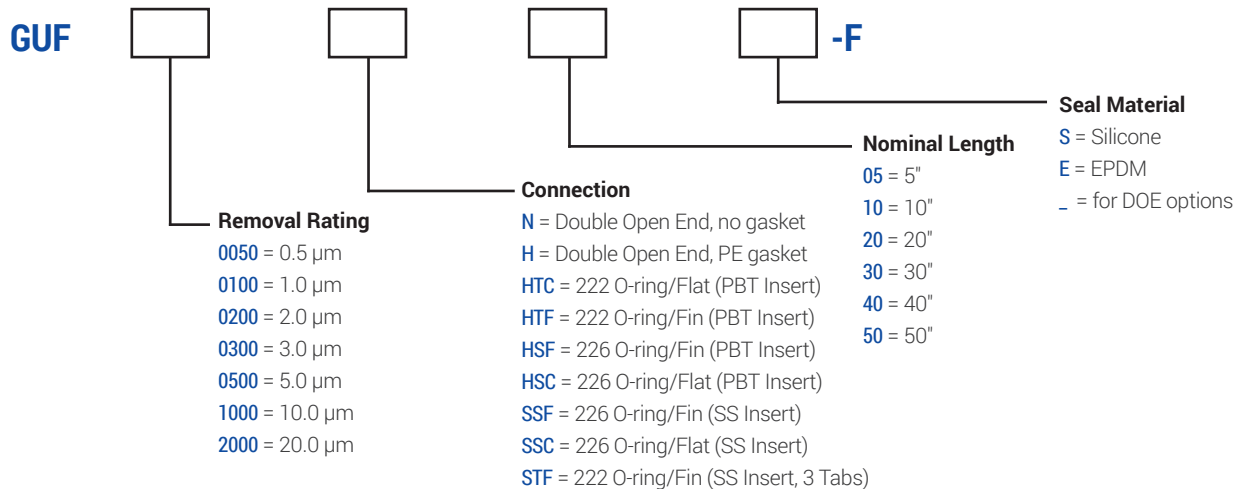 GUF -F
Removal Rating
0050 = 0.5 µm
0100 = 1.0 µm
0200 = 2.0 µm
0300 = 3.0 µm
0500 = 5.0 µm
1000 = 10.0 µm
2000 = 20.0 µm
Connection
N = Double Open End, no gasket
H = Double Open End, PE gasket
HTC = 222 O-ring/Flat (PBT Insert)
HTF = 222 O-ring/Fin (PBT Insert)
HSF = 226 O-ring/Fin (PBT Insert)
HSC = 226 O-ring/Flat (PBT Insert)
SSF = 226 O-ring/Fin (SS Insert)
SSC = 226 O-ring/Flat (SS Insert)
STF = 222 O-ring/Fin (SS Insert, 3 Tabs)
Nominal Length
05 = 5"
10 = 10"
20 = 20"
30 = 30"
40 = 40"
50 = 50"
Seal Material
S = Silicone
E = EPDM
_ = for DOE options